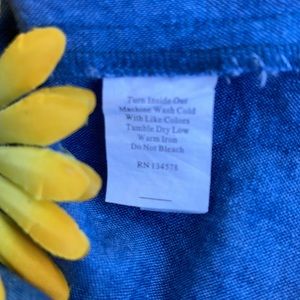 Turn Inside Out
Machine Wash Cold
With Like Colors
Tumble Dry Low
Warm Iron
Do Not Bleach
RN 134578